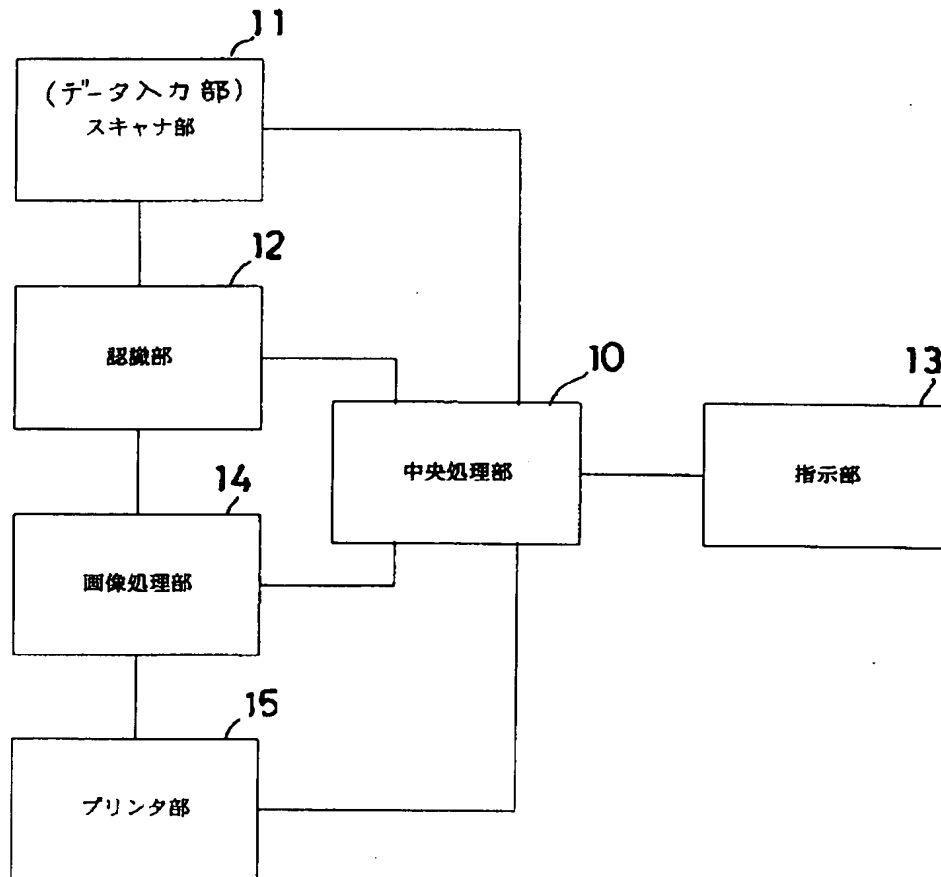 11
(データ入力部)
スキャナ部
12
認識部
10
中央処理部
13
指示部
14
画像処理部
15
プリンタ部